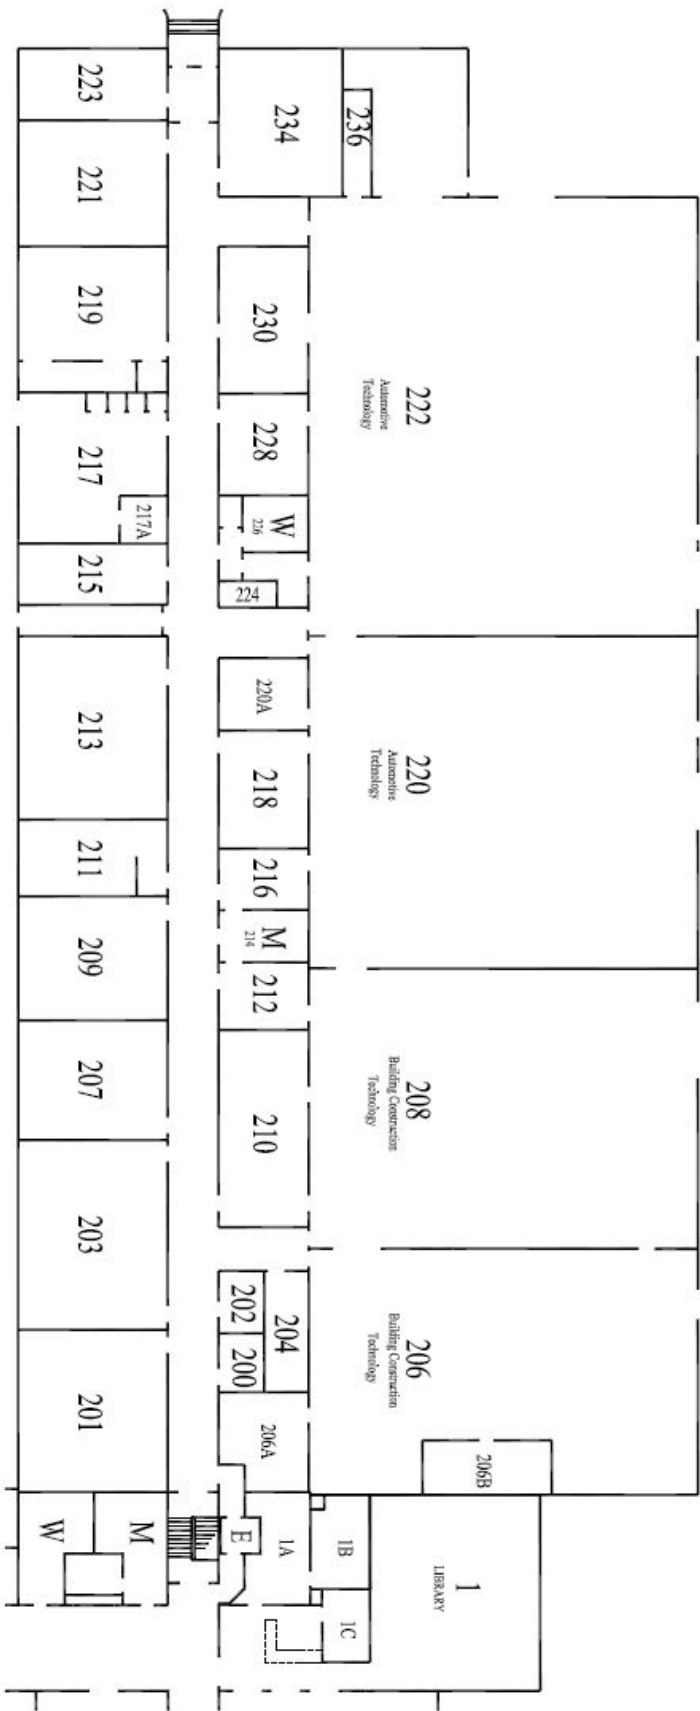 223
234
236
221
219
230
222
Automotive
Technology
228
217
217A
W
226
215
224
213
220A
220
Automotive
Technology
218
211
216
M
214
209
212
208
Building Construction
Technology
207
210
203
202
204
200
206
Building Construction
Technology
201
206A
206B
W
M
E
1A
1B
1
LIBRARY
1C